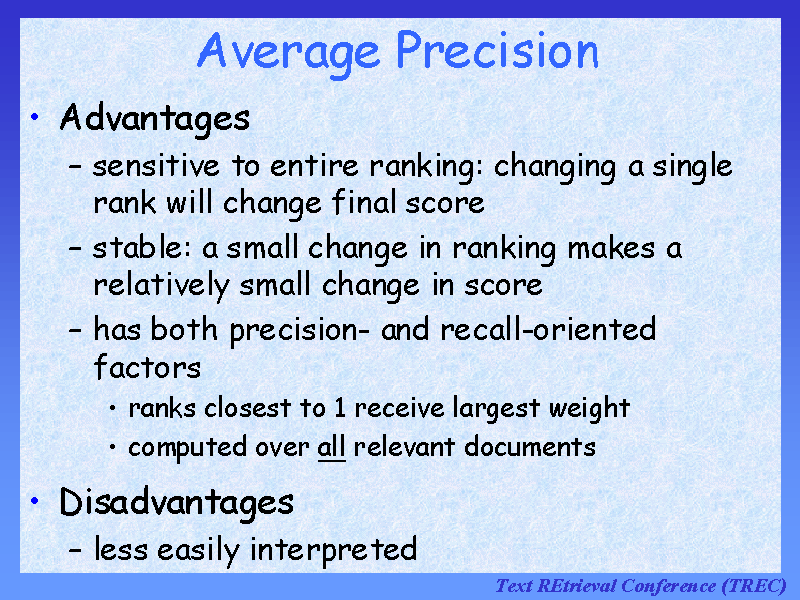 Average Precision
• Advantages
– sensitive to entire ranking: changing a single
rank will change final score
– stable: a small change in ranking makes a
relatively small change in score
– has both precision- and recall-oriented
factors
• ranks closest to 1 receive largest weight
• computed over all relevant documents
• Disadvantages
– less easily interpreted
Text REtrieval Conference (TREC)